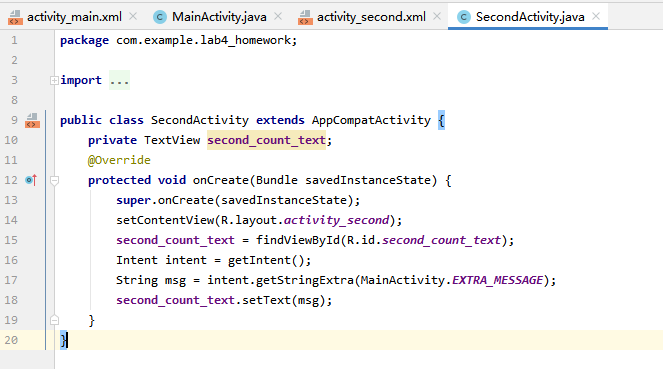 activity_main.xml MainActivity.java activity_second.xml SecondActivity.java
1 package com.example.lab4_homework;
2
3 import ...
8
9 public class SecondActivity extends AppCompatActivity {
10 private TextView second_count_text;
11 @Override
12 protected void onCreate(Bundle savedInstanceState) {
13 super.onCreate(savedInstanceState);
14 setContentView(R.layout.activity_second);
15 second_count_text = findViewById(R.id.second_count_text);
16 Intent intent = getIntent();
17 String msg = intent.getStringExtra(MainActivity.EXTRA_MESSAGE);
18 second_count_text.setText(msg);
19 }
20 }